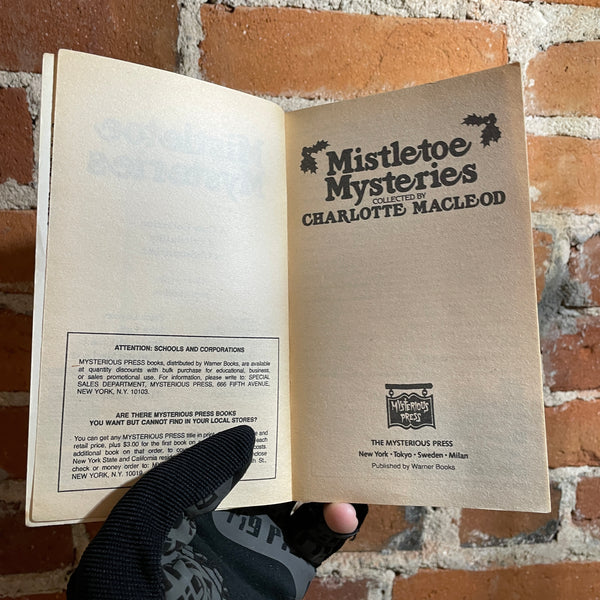 ATTENTION: SCHOOLS AND CORPORATIONS
MYSTERIOUS PRESS books, distributed by Warner Books, are available
at quantity discounts with bulk purchase for educational, business,
or sales promotional use. For information, please write to: SPECIAL
SALES DEPARTMENT, MYSTERIOUS PRESS, 666 FIFTH AVENUE,
NEW YORK, N.Y. 10103.
ARE THERE MYSTERIOUS PRESS BOOKS
YOU WANT BUT CANNOT FIND IN YOUR LOCAL STORES?
You can get any MYSTERIOUS PRESS title in and
retail price, plus $3.00 for the first book on each
additional book on that order, to costs.
New York State and California
check or money order to: St.,
NEW YORK, N.Y.
Mistletoe
Mysteries
COLLECTED BY
CHARLOTTE MACLEOD
MYSTERIOUS
PRESS
THE MYSTERIOUS PRESS
New York • Tokyo • Sweden • Milan
Published by Warner Books